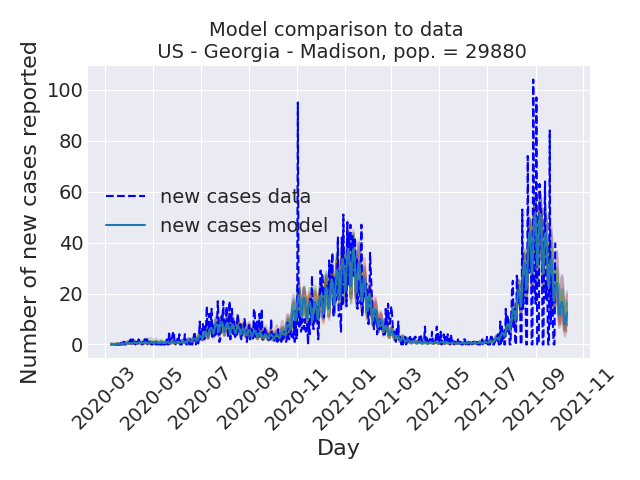 Model comparison to data
US - Georgia - Madison, pop. = 29880
Number of new cases reported
100
80
60
40
20
0
new cases data
new cases model
2020-03
2020-05
2020-07
2020-09
2020-11
2021-01
2021-03
2021-05
2021-07
2021-09
2021-11
Day